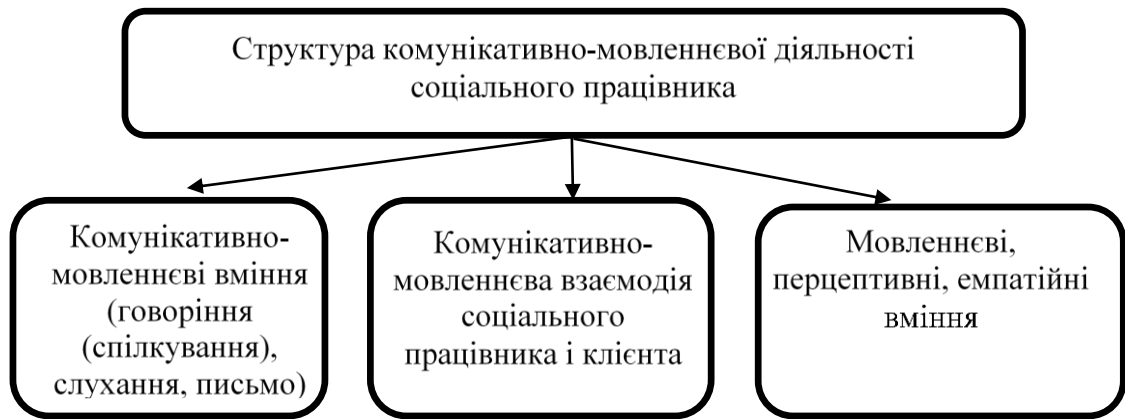 Структура комунікативно-мовленнєвої діяльності
соціального працівника
Комунікативно-
мовленнєві вміння
(говоріння
(спілкування),
слухання, письмо)
Комунікативно-
мовленнєва взаємодія
соціального
працівника і клієнта
Мовленнєві,
перцептивні, емпатійні
вміння